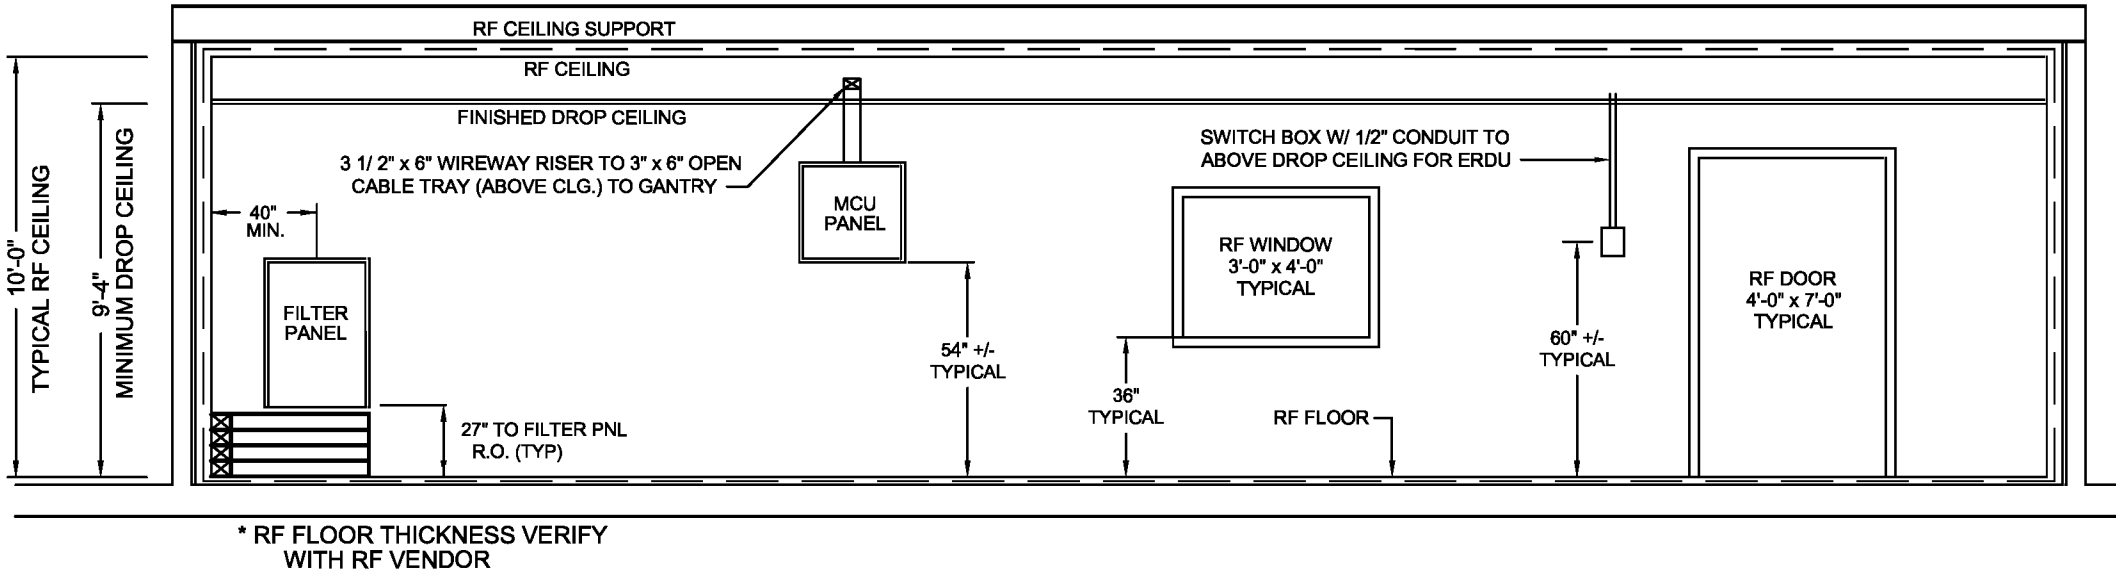 RF CEILING SUPPORT
RF CEILING
FINISHED DROP CEILING
3 1/ 2" x 6" WIREWAY RISER TO 3" x 6" OPEN
CABLE TRAY (ABOVE CLG.) TO GANTRY
SWITCH BOX W/ 1/2" CONDUIT TO
ABOVE DROP CEILING FOR ERDU
10'-0"
TYPICAL RF CEILING
9'-4"
MINIMUM DROP CEILING
40"
MIN.
FILTER
PANEL
27" TO FILTER PNL
R.O. (TYP)
MCU
PANEL
54" +/-
TYPICAL
RF WINDOW
3'-0" x 4'-0"
TYPICAL
36"
TYPICAL
RF FLOOR
60" +/-
TYPICAL
RF DOOR
4'-0" x 7'-0"
TYPICAL
* RF FLOOR THICKNESS VERIFY
WITH RF VENDOR